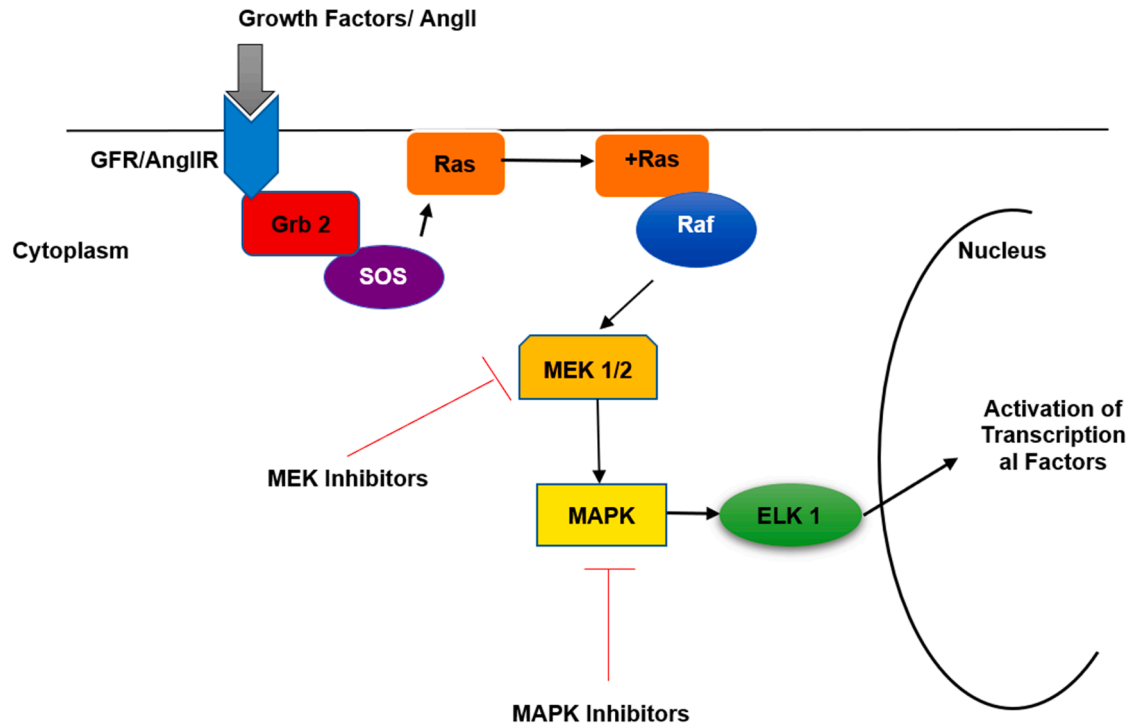 Growth Factors/ AngII
GFR/AngIIR
Ras
+Ras
Grb 2
Raf
Cytoplasm
SOS
Nucleus
MEK 1/2
Activation of
Transcription
al Factors
MEK Inhibitors
MAPK
ELK 1
MAPK Inhibitors